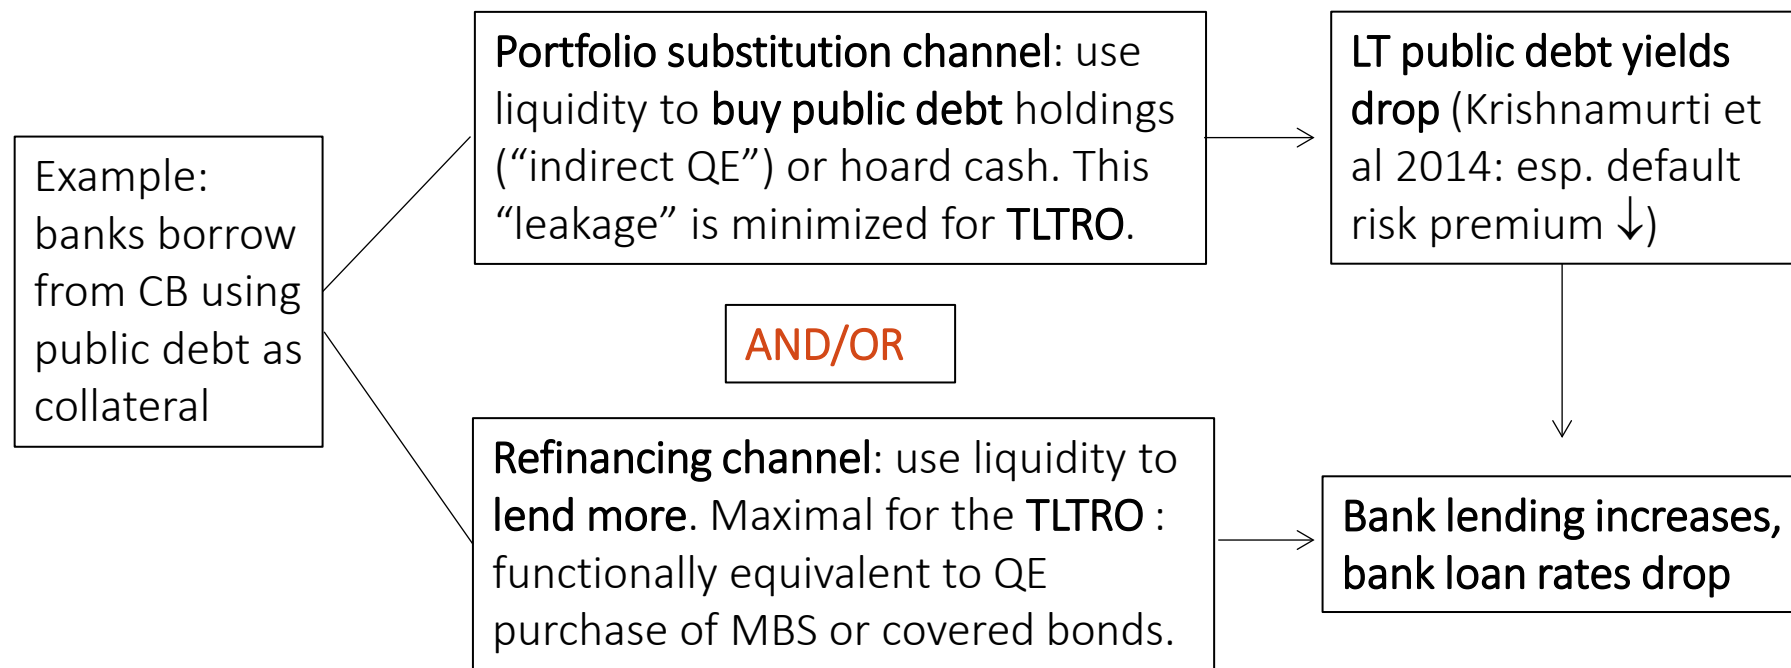 Example:
banks borrow
from CB using
public debt as
collateral
Portfolio substitution channel: use
liquidity to buy public debt holdings
(“indirect QE”) or hoard cash. This
“leakage” is minimized for TLTRO.
LT public debt yields
drop (Krishnamurti et
al 2014: esp. default
risk premium ↓)
AND/OR
Refinancing channel: use liquidity to
lend more. Maximal for the TLTRO :
functionally equivalent to QE
purchase of MBS or covered bonds.
Bank lending increases,
bank loan rates drop